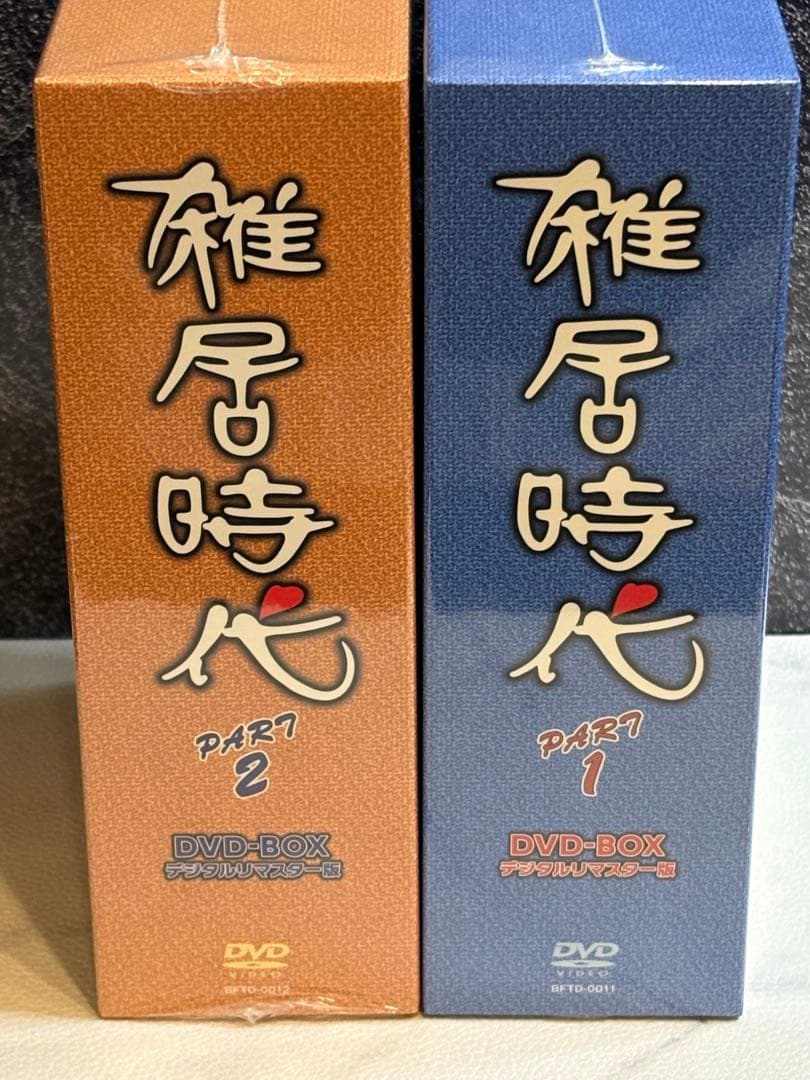 雑居時代
PART
2
DVD-BOX
デジタルリマスター版
DVD
VIDEO
BFTD-0012
雑居時代
PART
1
DVD-BOX
デジタルリマスター版
DVD
VIDEO
BFTD-0011